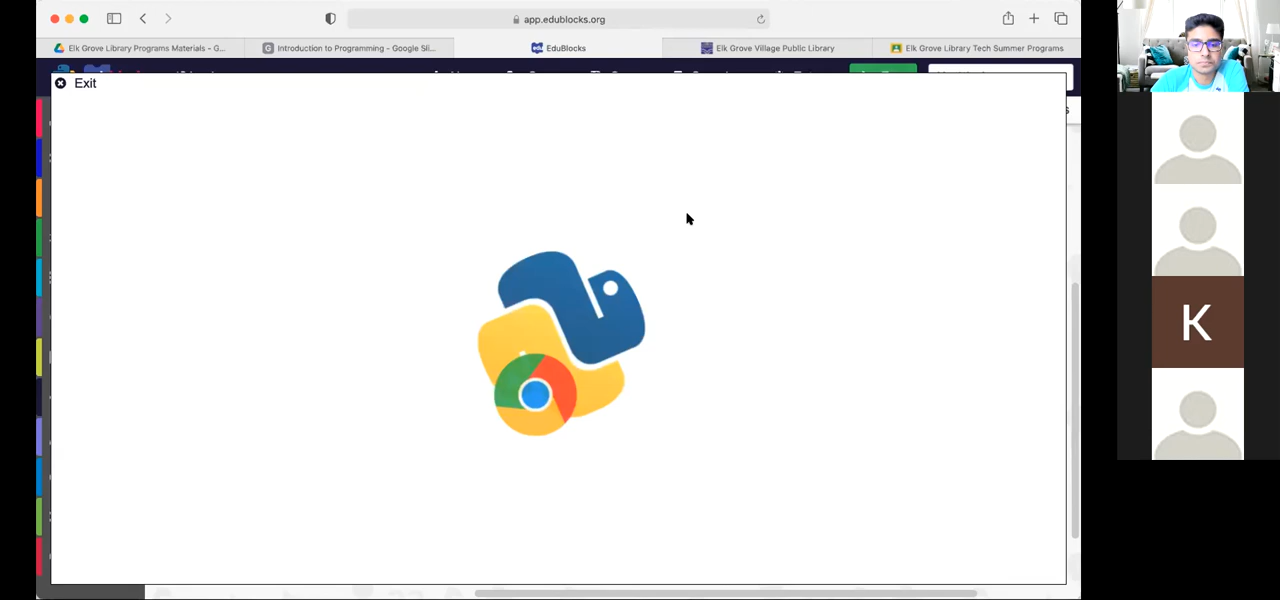 app.edublocks.org
Elk Grove Library Programs Materials – G...
Introduction to Programming - Google Sli...
edu EduBlocks
Elk Grove Village Public Library
Elk Grove Library Tech Summer Programs
Exit
K